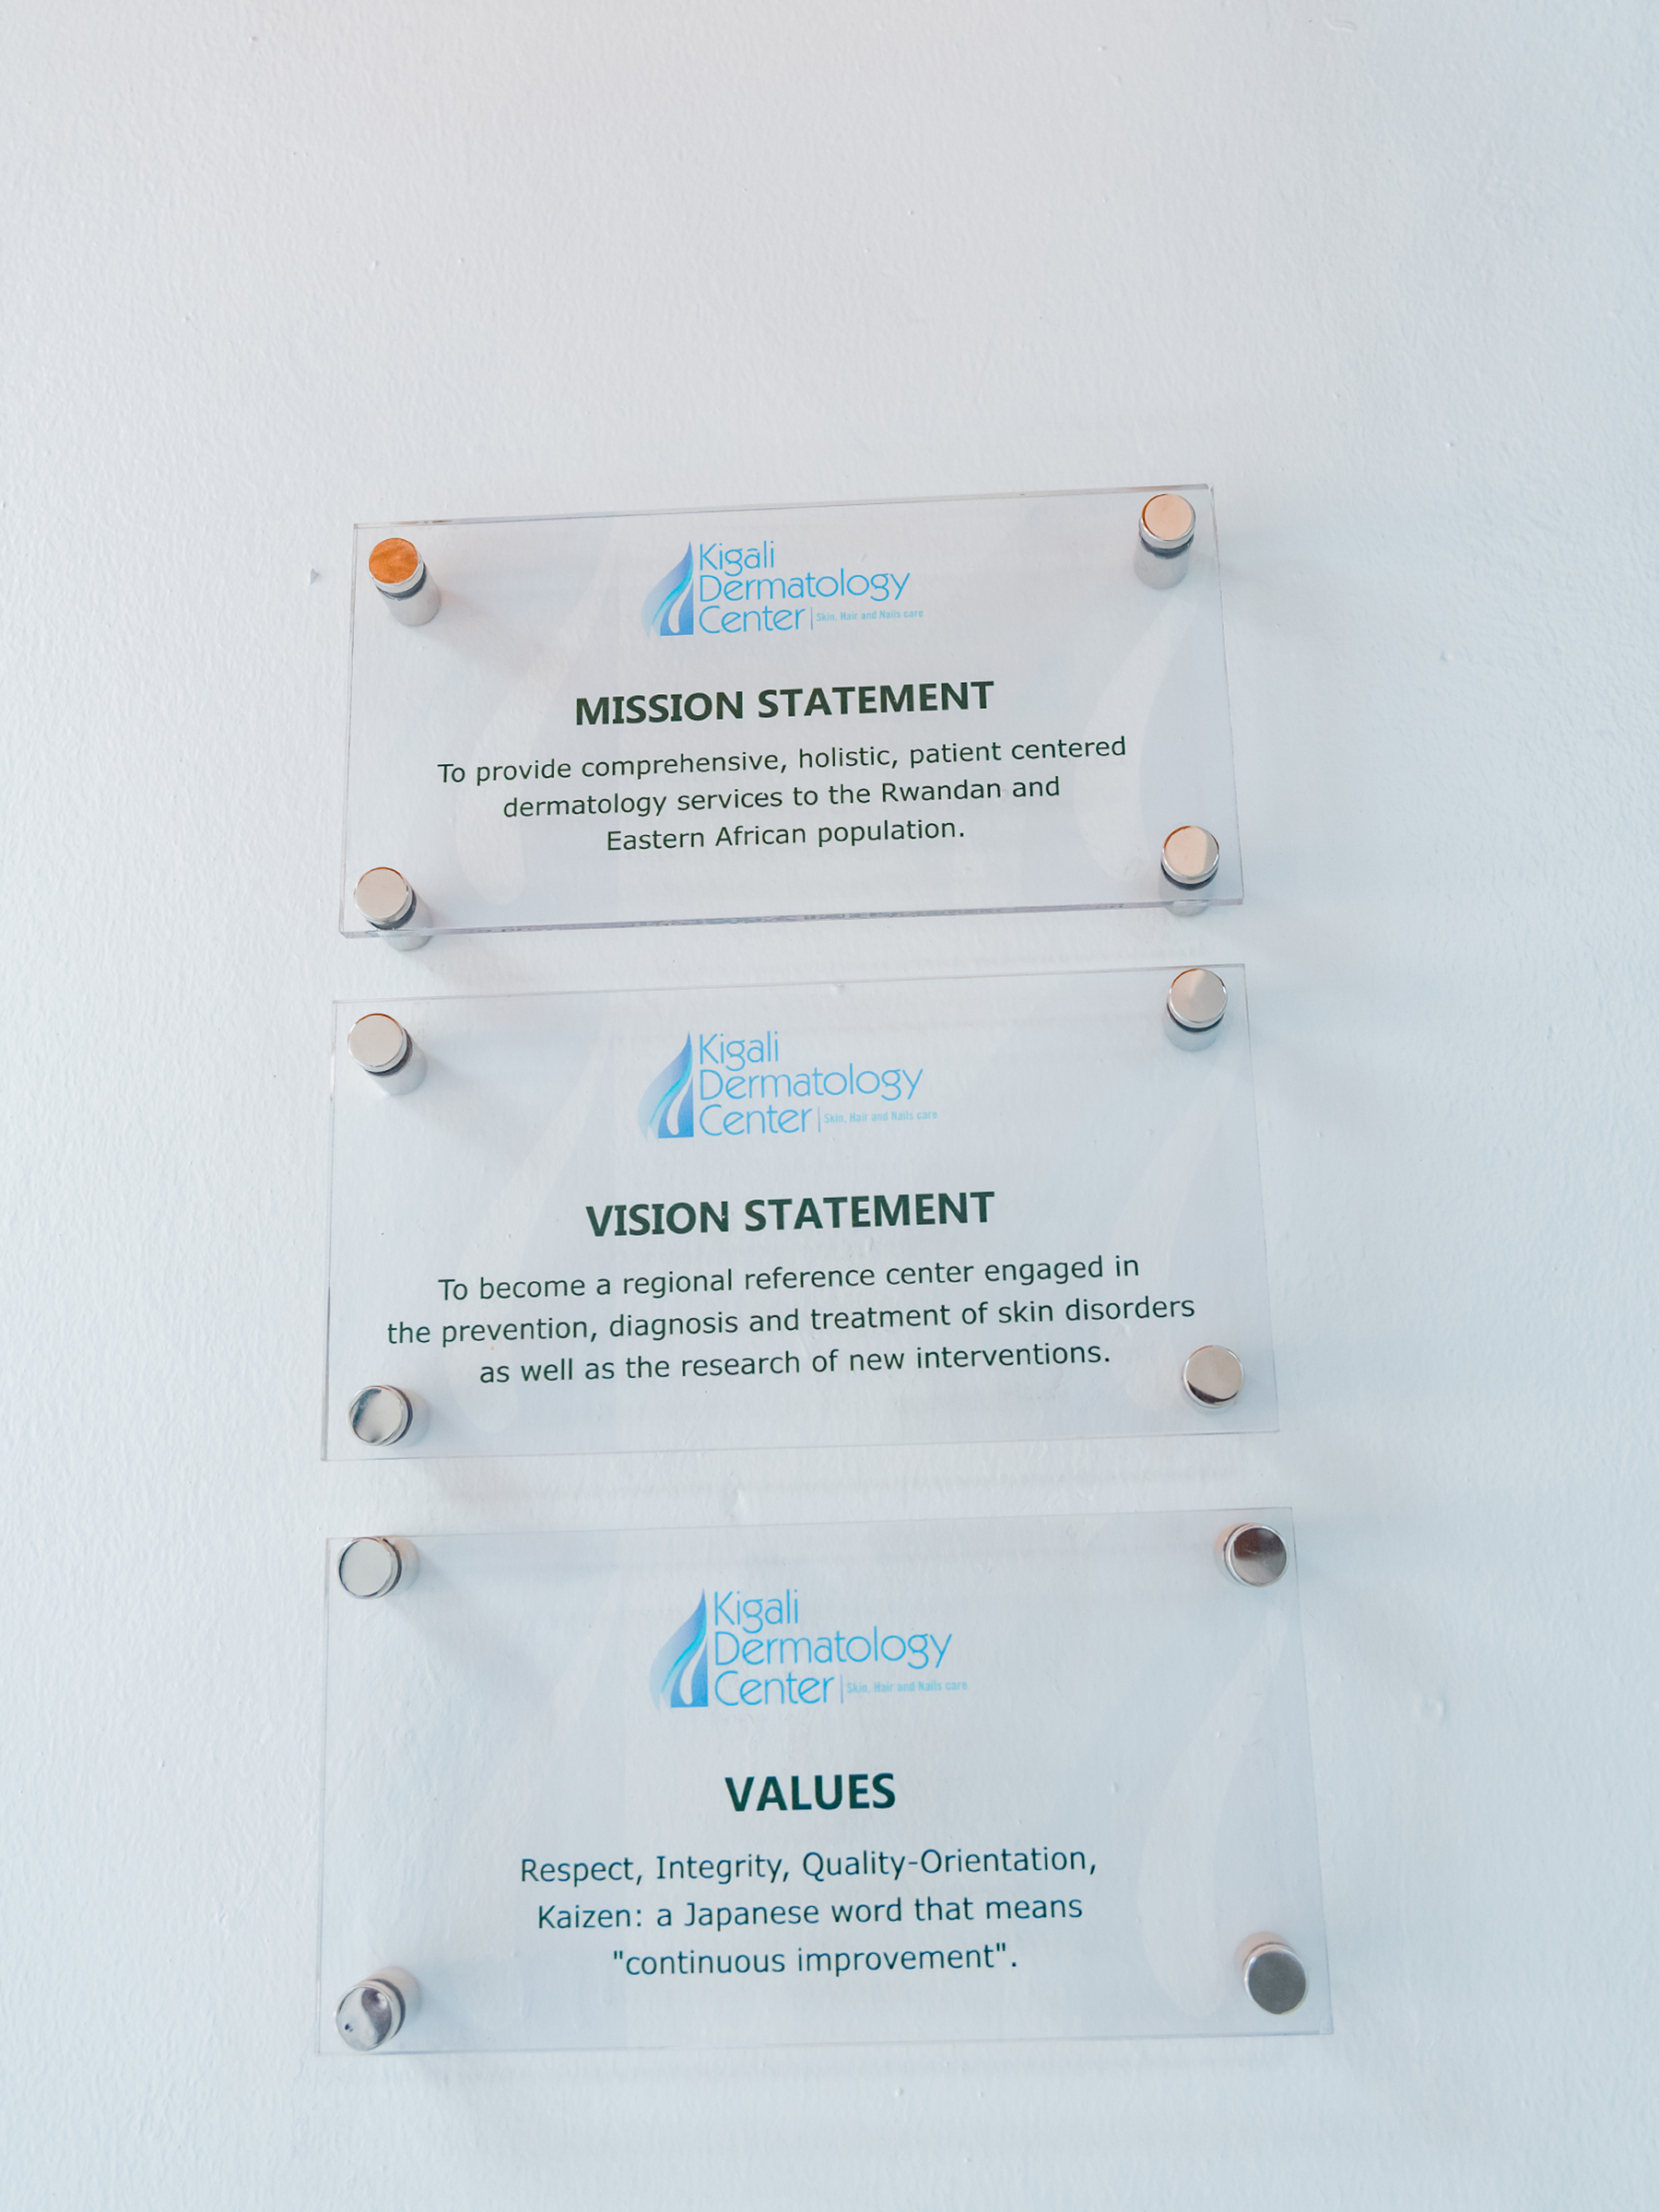 Kigali
Dermatology
Center | Skin, Hair and Nails care
MISSION STATEMENT
To provide comprehensive, holistic, patient centered
dermatology services to the Rwandan and
Eastern African population.
Kigali
Dermatology
Center | Skin, Hair and Nails care
VISION STATEMENT
To become a regional reference center engaged in
the prevention, diagnosis and treatment of skin disorders
as well as the research of new interventions.
Kigali
Dermatology
Center | Skin, Hair and Nails care
VALUES
Respect, Integrity, Quality-Orientation,
Kaizen: a Japanese word that means
"continuous improvement".